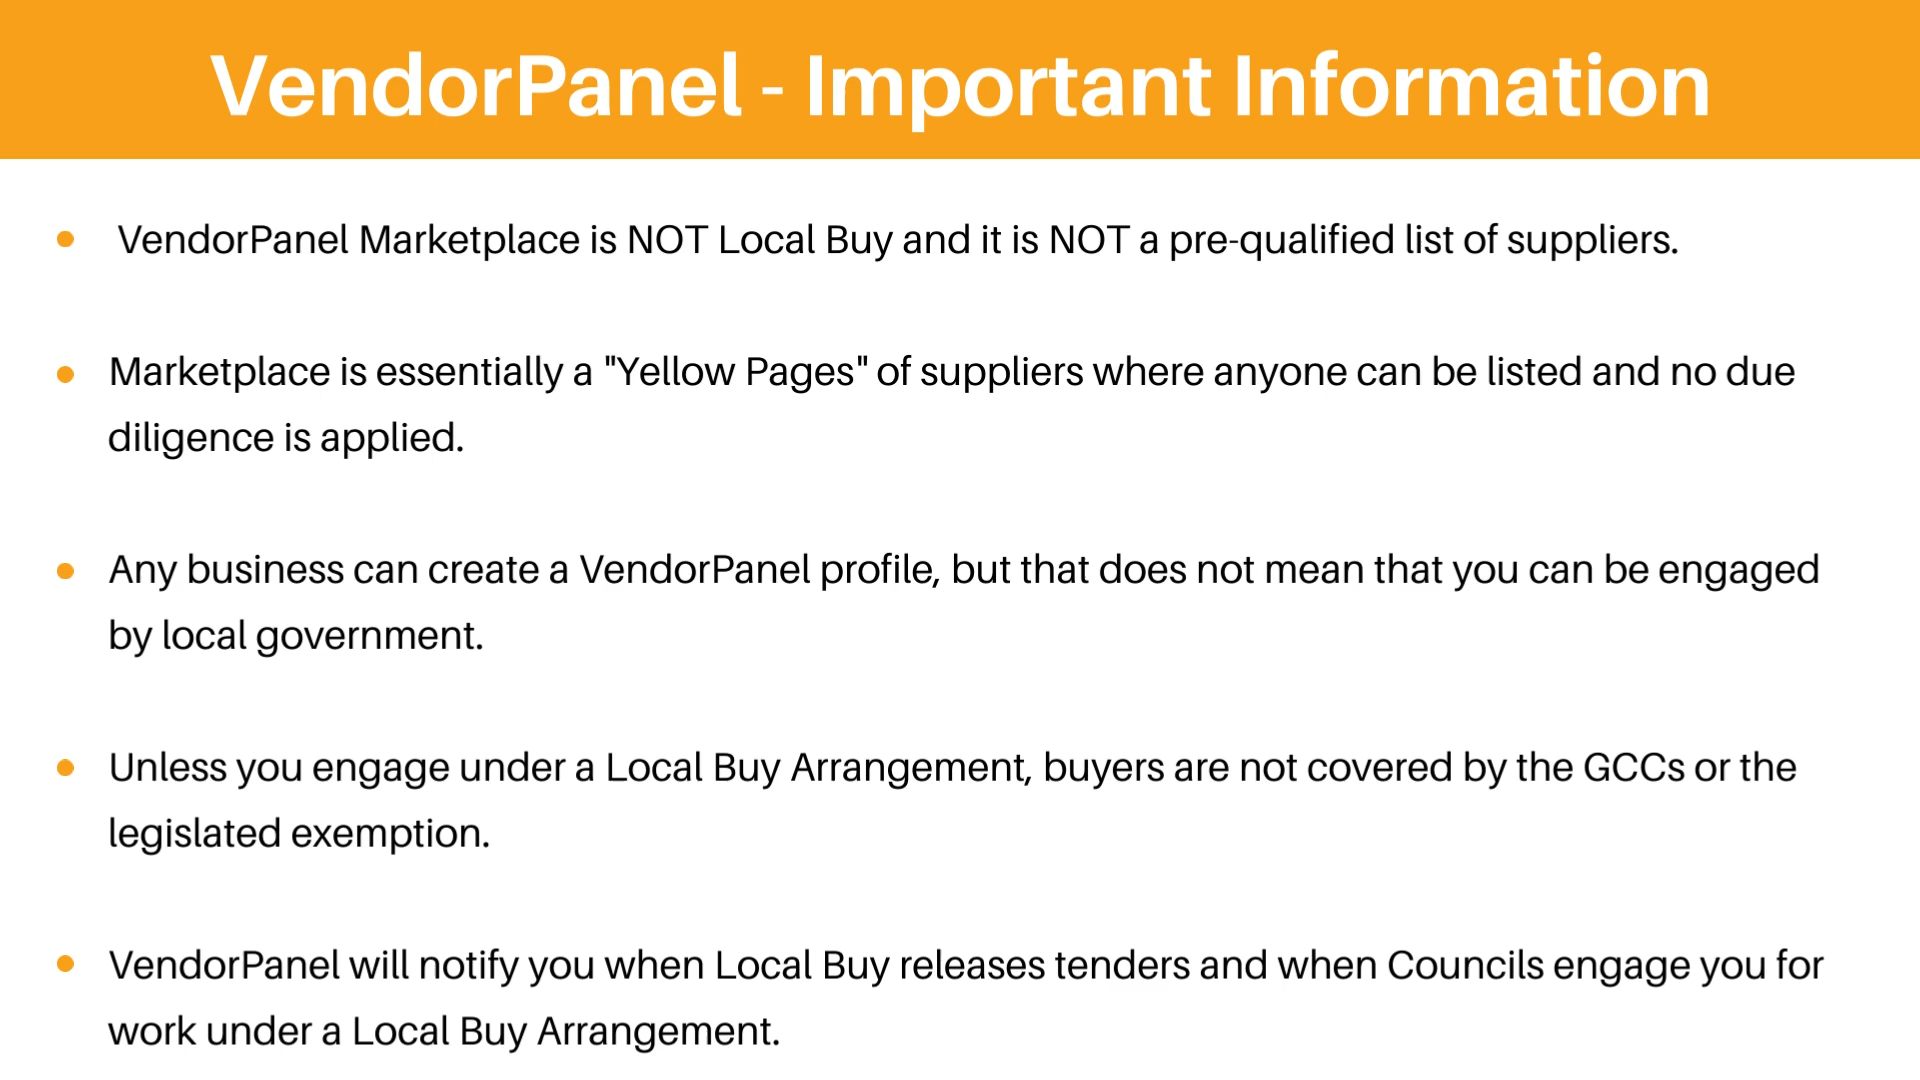 VendorPanel - Important Information
VendorPanel Marketplace is NOT Local Buy and it is NOT a pre-qualified list of suppliers.
Marketplace is essentially a "Yellow Pages" of suppliers where anyone can be listed and no due
diligence is applied.
Any business can create a VendorPanel profile, but that does not mean that you can be engaged
by local government.
Unless you engage under a Local Buy Arrangement, buyers are not covered by the GCCs or the
legislated exemption.
VendorPanel will notify you when Local Buy releases tenders and when Councils engage you for
work under a Local Buy Arrangement.